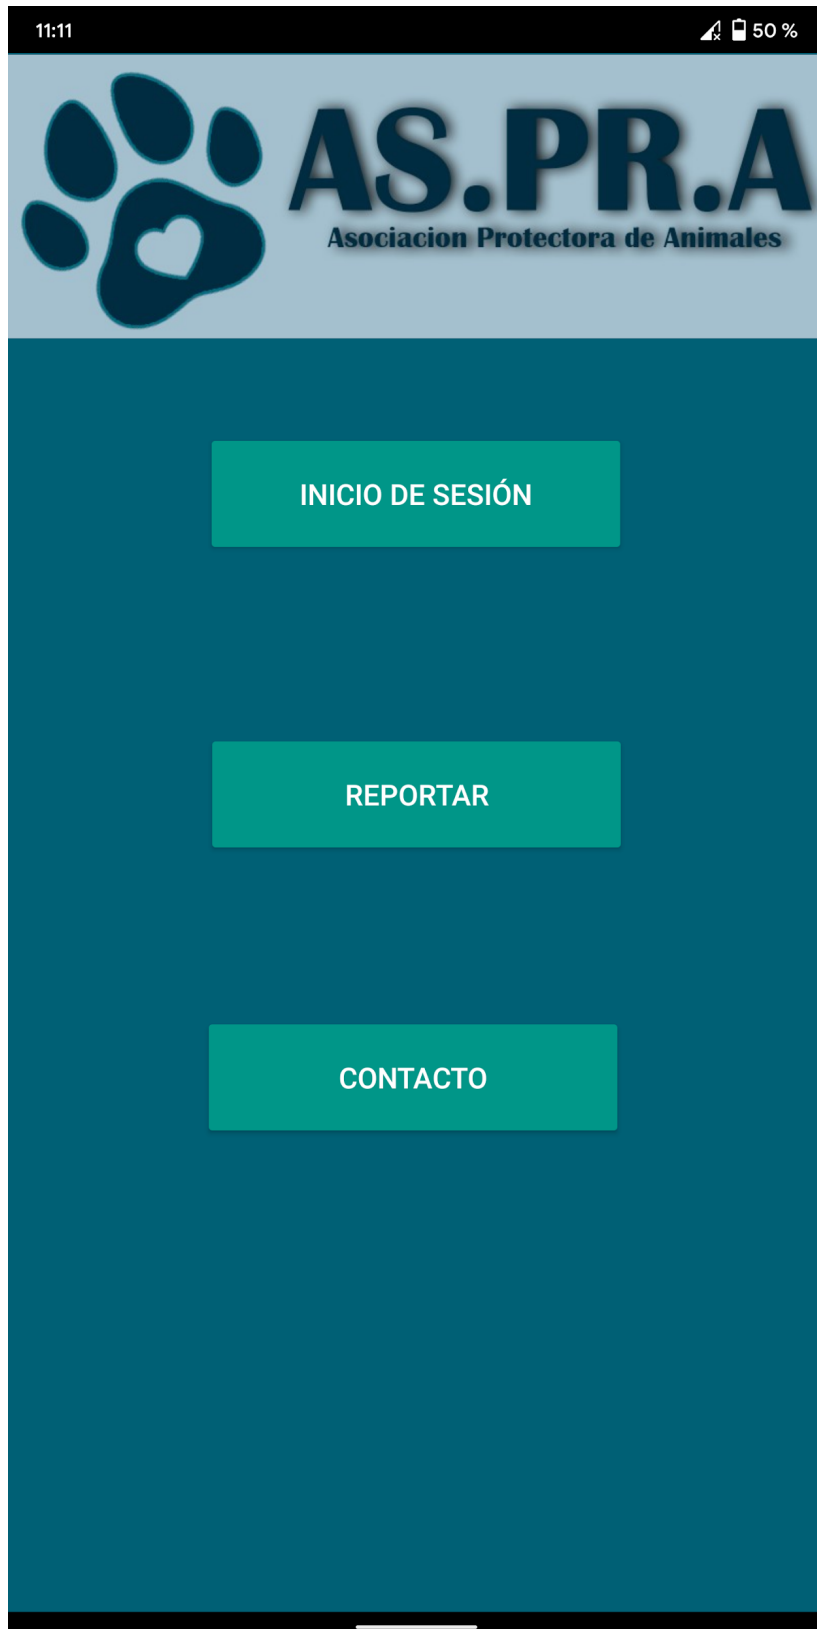 11:11 50 %
AS.PR.A
Asociacion Protectora de Animales
INICIO DE SESIÓN
REPORTAR
CONTACTO